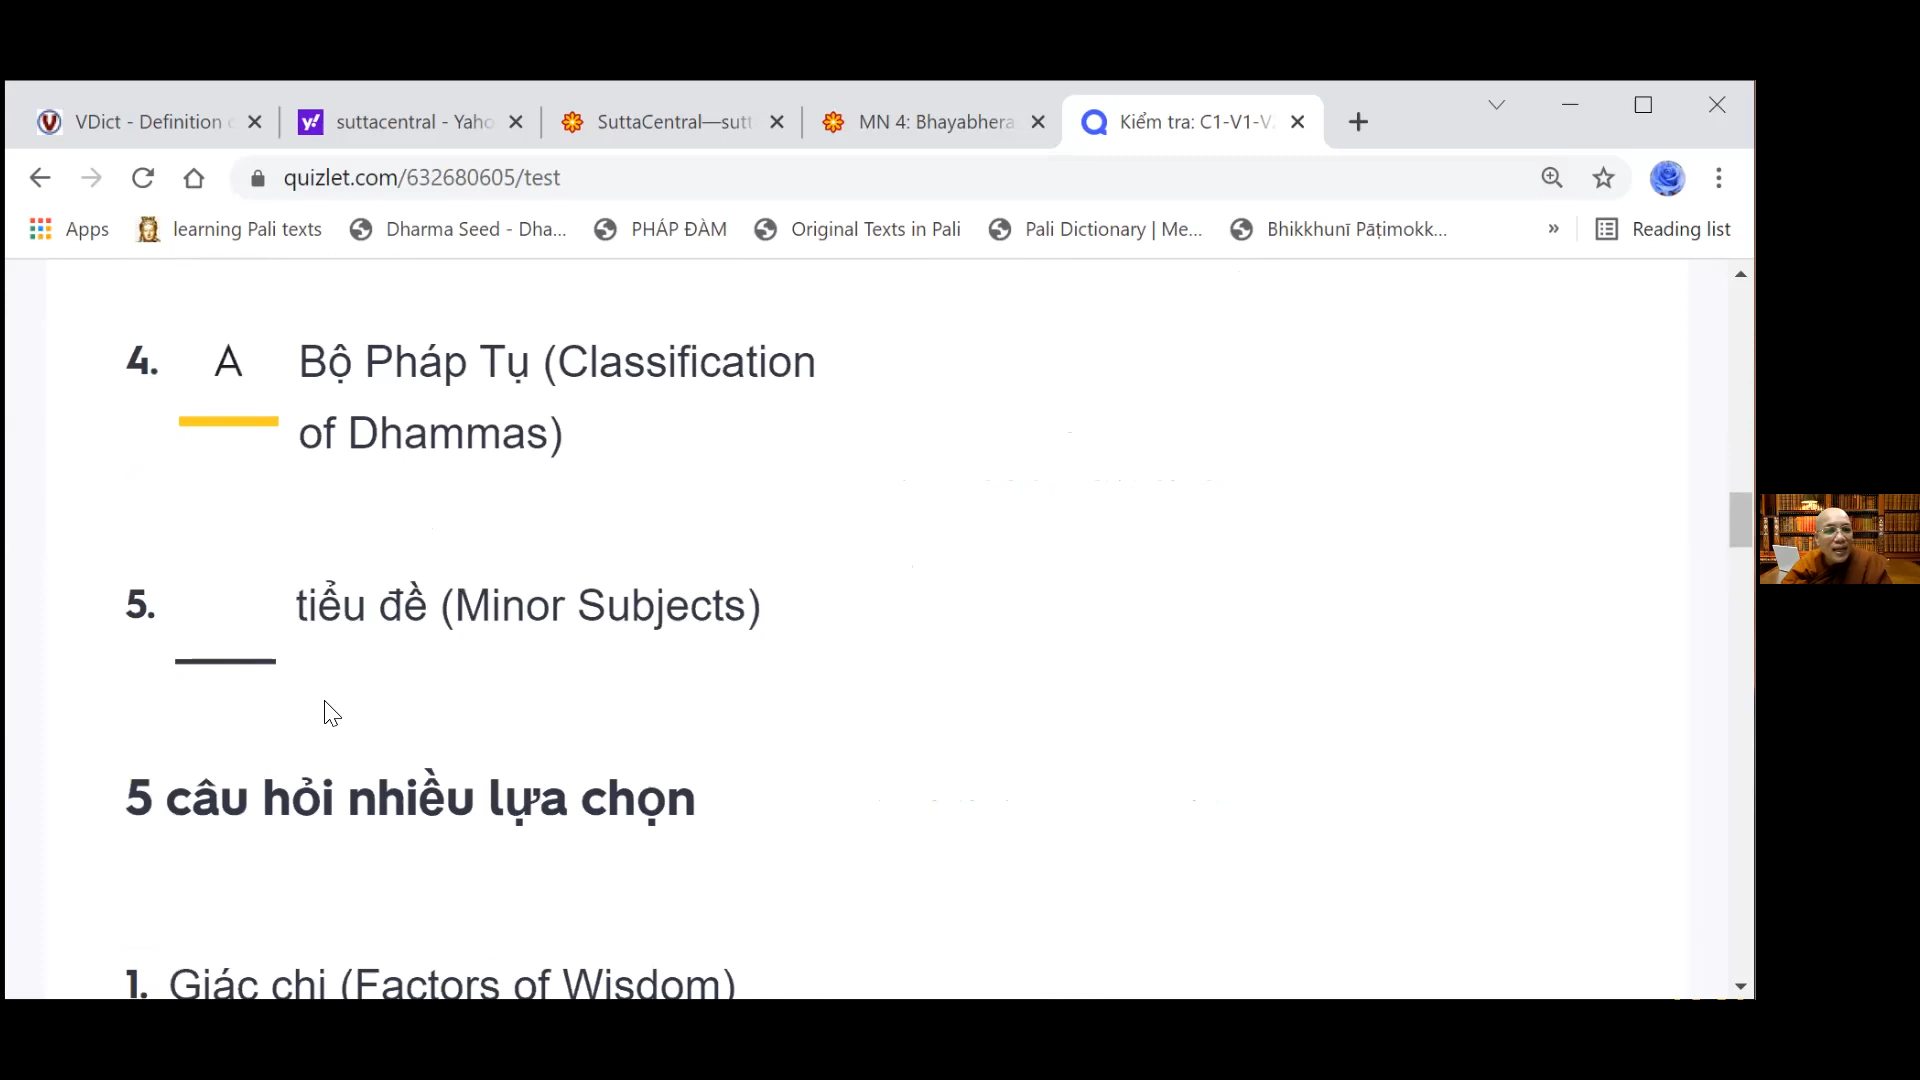 VDict - Definition
suttacentral - Yaho
SuttaCentral—sutt
MN 4: Bhayabhera
Kiểm tra: C1-V1-V
quizlet.com/632680605/test
Apps
learning Pali texts
Dharma Seed - Dha...
PHÁP ĐÀM
Original Texts in Pali
Pali Dictionary | Me...
Bhikkhunī Pāṭimokk...
»
Reading list
4. A Bộ Pháp Tụ (Classification
of Dhammas)
5. tiểu đề (Minor Subjects)
5 câu hỏi nhiều lựa chọn
1. Giác chi (Factors of Wisdom)